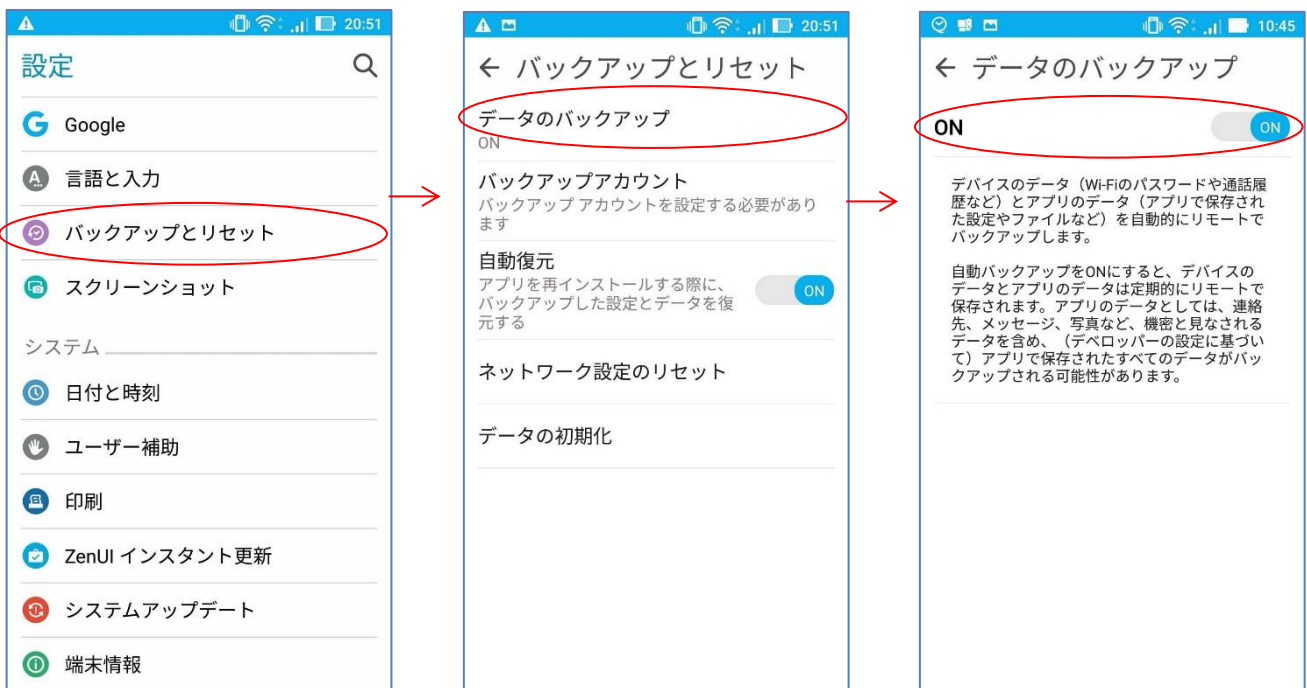 20:51
設定
Google
言語と入力
バックアップとリセット
スクリーンショット
システム
日付と時刻
ユーザー補助
印刷
ZenUI インスタント更新
システムアップデート
端末情報
20:51
バックアップとリセット
データのバックアップ
ON
バックアップアカウント
バックアップ アカウントを設定する必要があり
ます
自動復元
アプリを再インストールする際に、
バックアップした設定とデータを復
元する
ON
ネットワーク設定のリセット
データの初期化
10:45
データのバックアップ
ON
ON
デバイスのデータ（Wi-Fiのパスワードや通話履
歴など）とアプリのデータ（アプリで保存され
た設定やファイルなど）を自動的にリモートで
バックアップします。
自動バックアップをONにすると、デバイスの
データとアプリのデータは定期的にリモートで
保存されます。アプリのデータとしては、連絡
先、メッセージ、写真など、機密と見なされる
データを含め、（デベロッパーの設定に基づい
て）アプリで保存されたすべてのデータがバッ
クアップされる可能性があります。